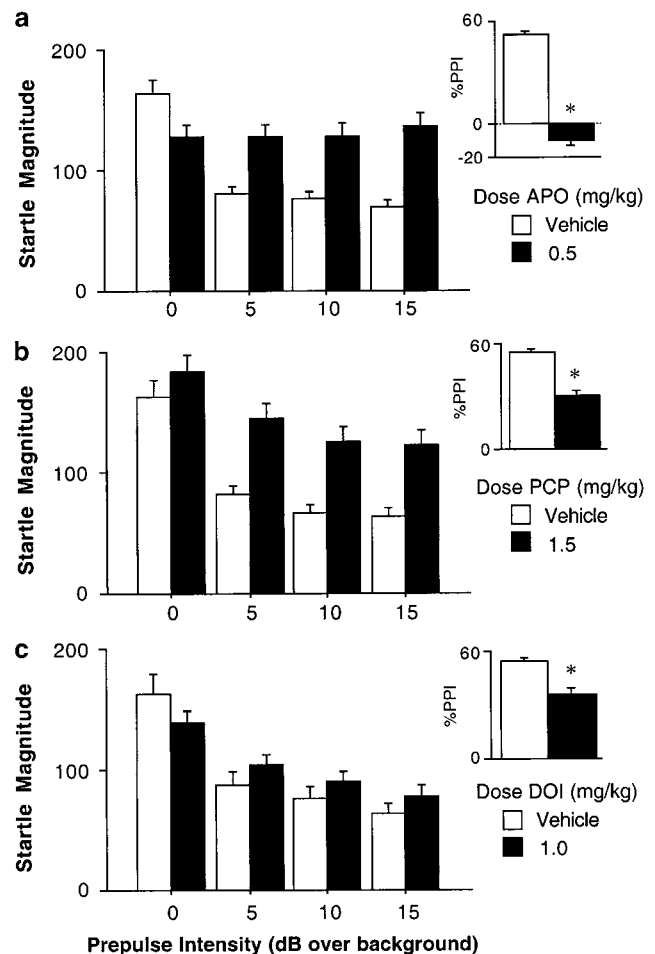 a
200
100
0
Startle Magnitude
0 5 10 15
60
0
-20
%PPI
*
Dose APO (mg/kg)
Vehicle
0.5
b
200
100
0
Startle Magnitude
0 5 10 15
60
0
%PPI
*
Dose PCP (mg/kg)
Vehicle
1.5
c
200
100
0
Startle Magnitude
0 5 10 15
60
0
%PPI
*
Dose DOI (mg/kg)
Vehicle
1.0
Prepulse Intensity (dB over background)